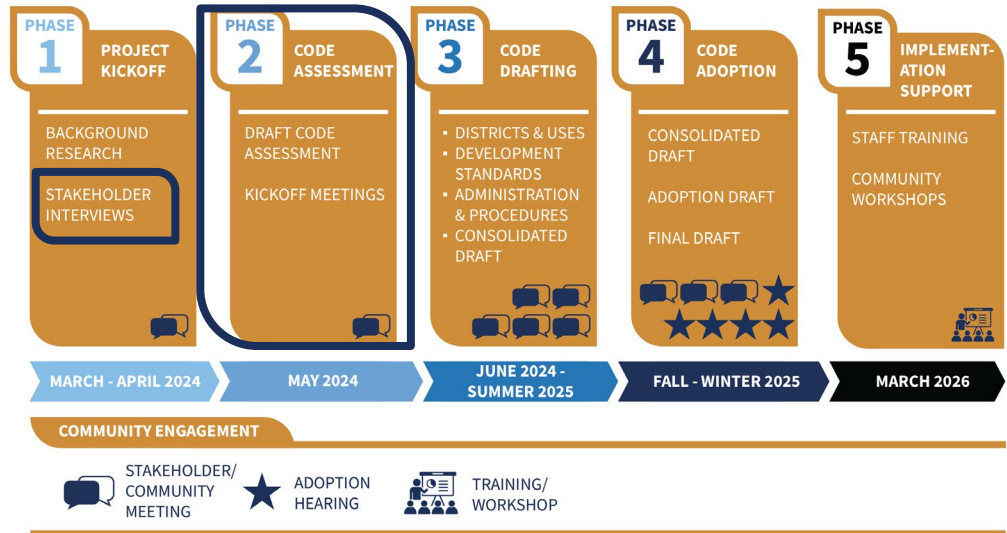 PHASE
1
PROJECT
KICKOFF
BACKGROUND
RESEARCH
STAKEHOLDER
INTERVIEWS
PHASE
2
CODE
ASSESSMENT
DRAFT CODE
ASSESSMENT
KICKOFF MEETINGS
PHASE
3
CODE
DRAFTING
▪ DISTRICTS & USES
▪ DEVELOPMENT
STANDARDS
▪ ADMINISTRATION
& PROCEDURES
▪ CONSOLIDATED
DRAFT
PHASE
4
CODE
ADOPTION
CONSOLIDATED
DRAFT
ADOPTION DRAFT
FINAL DRAFT
PHASE
5
IMPLEMENT-
ATION
SUPPORT
STAFF TRAINING
COMMUNITY
WORKSHOPS
MARCH - APRIL 2024
MAY 2024
JUNE 2024 -
SUMMER 2025
FALL - WINTER 2025
MARCH 2026
COMMUNITY ENGAGEMENT
STAKEHOLDER/
COMMUNITY
MEETING
ADOPTION
HEARING
TRAINING/
WORKSHOP